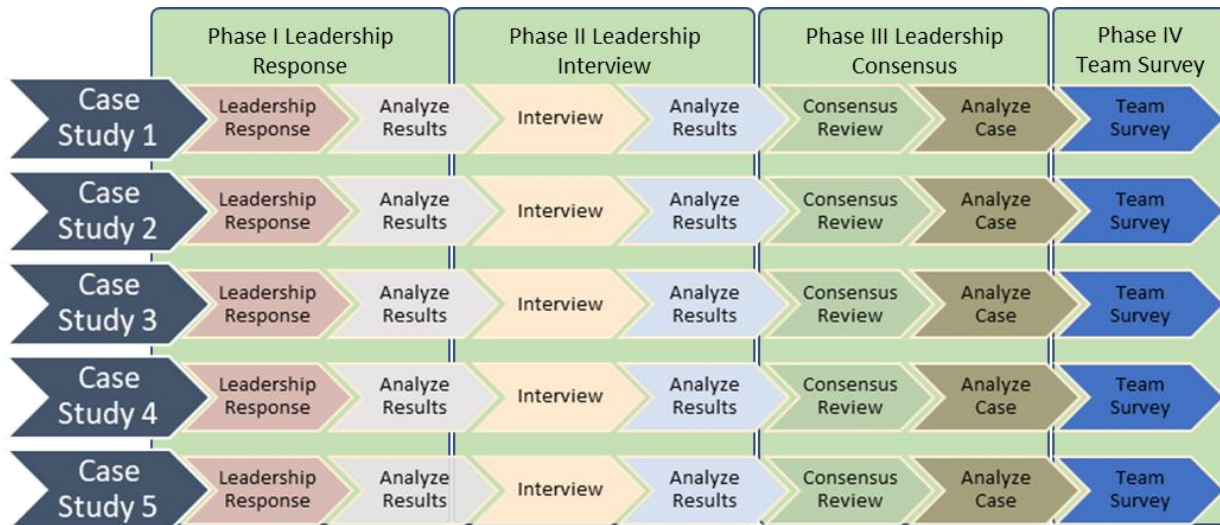 Phase I Leadership
Response
Phase II Leadership
Interview
Phase III Leadership
Consensus
Phase IV
Team Survey
Case
Study 1
Leadership
Response
Analyze
Results
Interview
Analyze
Results
Consensus
Review
Analyze
Case
Team
Survey
Case
Study 2
Leadership
Response
Analyze
Results
Interview
Analyze
Results
Consensus
Review
Analyze
Case
Team
Survey
Case
Study 3
Leadership
Response
Analyze
Results
Interview
Analyze
Results
Consensus
Review
Analyze
Case
Team
Survey
Case
Study 4
Leadership
Response
Analyze
Results
Interview
Analyze
Results
Consensus
Review
Analyze
Case
Team
Survey
Case
Study 5
Leadership
Response
Analyze
Results
Interview
Analyze
Results
Consensus
Review
Analyze
Case
Team
Survey